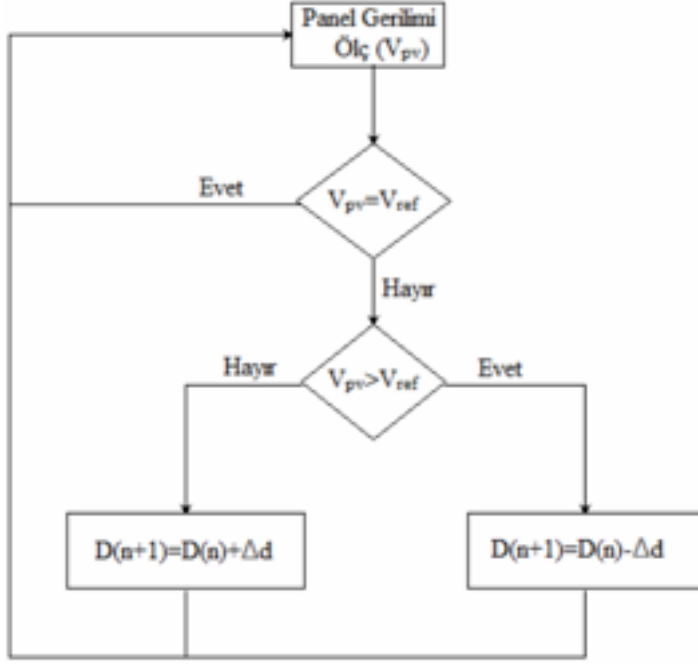 Panel Gerilimi
Ölç (Vpv)
Evet
Vpv=Vref
Hayır
Hayır
Vpv>Vref
Evet
D(n+1)=D(n)+Δd
D(n+1)=D(n)-Δd